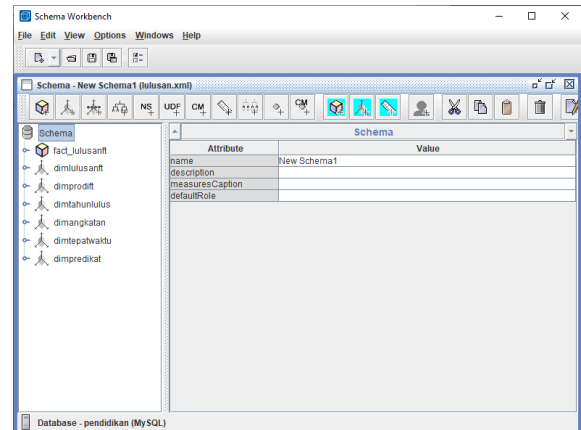 Schema Workbench
File Edit View Options Windows Help
Schema - New Schema1 (lulusan.xml)
NS UDF CM CM
Schema
fact_lulusanft
dimlulusanft
dimprodift
dimtahunlulus
dimangkatan
dimtepatwaktu
dimpredikat
Schema
Attribute Value
name New Schema1
description
measuresCaption
defaultRole
Database - pendidikan (MySQL)